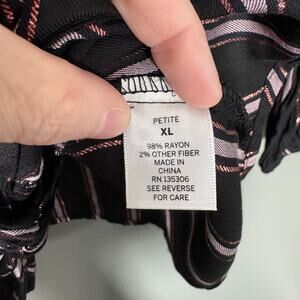 PETITE
XL
98% RAYON
2% OTHER FIBER
MADE IN
CHINA
RN 135306
SEE REVERSE
FOR CARE